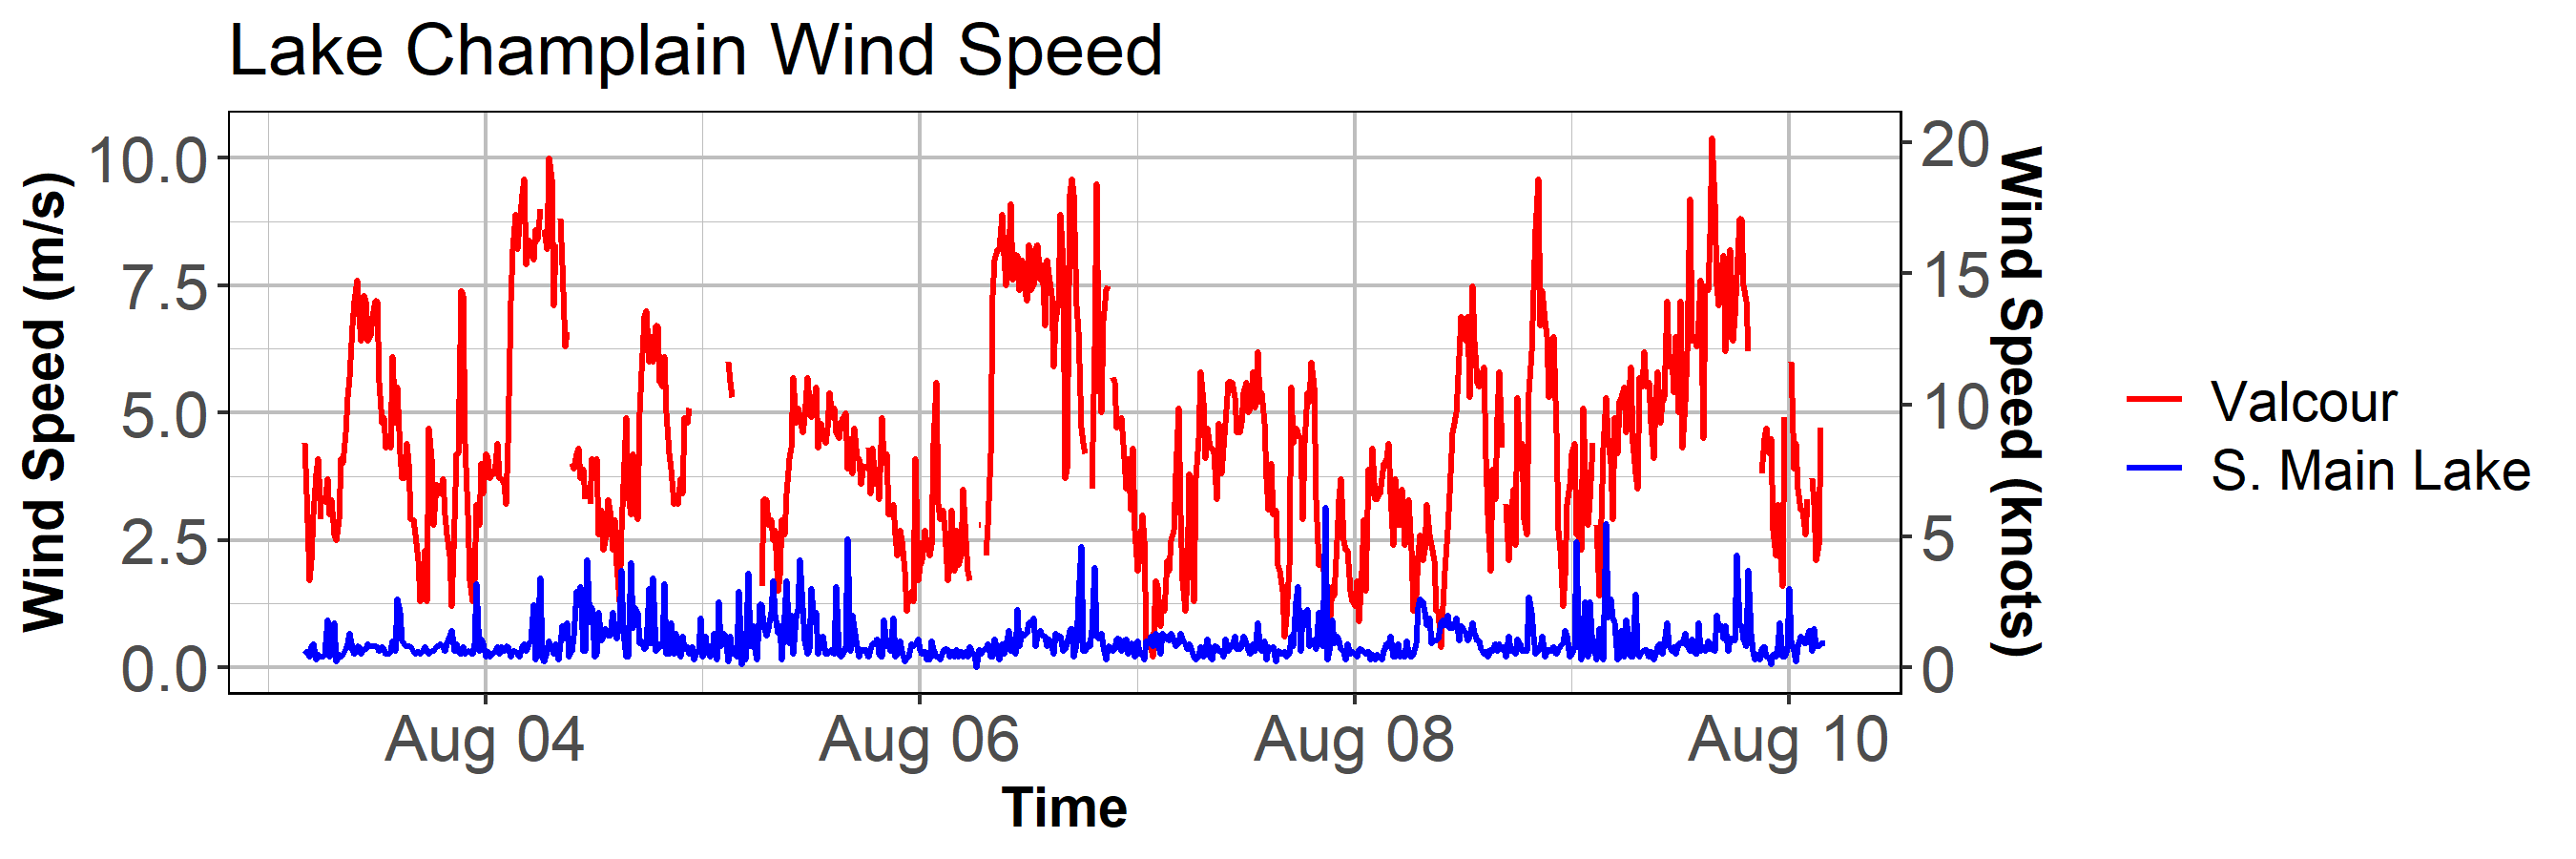 Lake Champlain Wind Speed
Wind Speed (m/s)
10.0
7.5
5.0
2.5
0.0
20
15
10
5
0
Wind Speed (knots)
Aug 04
Aug 06
Aug 08
Aug 10
Time
Valcour
S. Main Lake